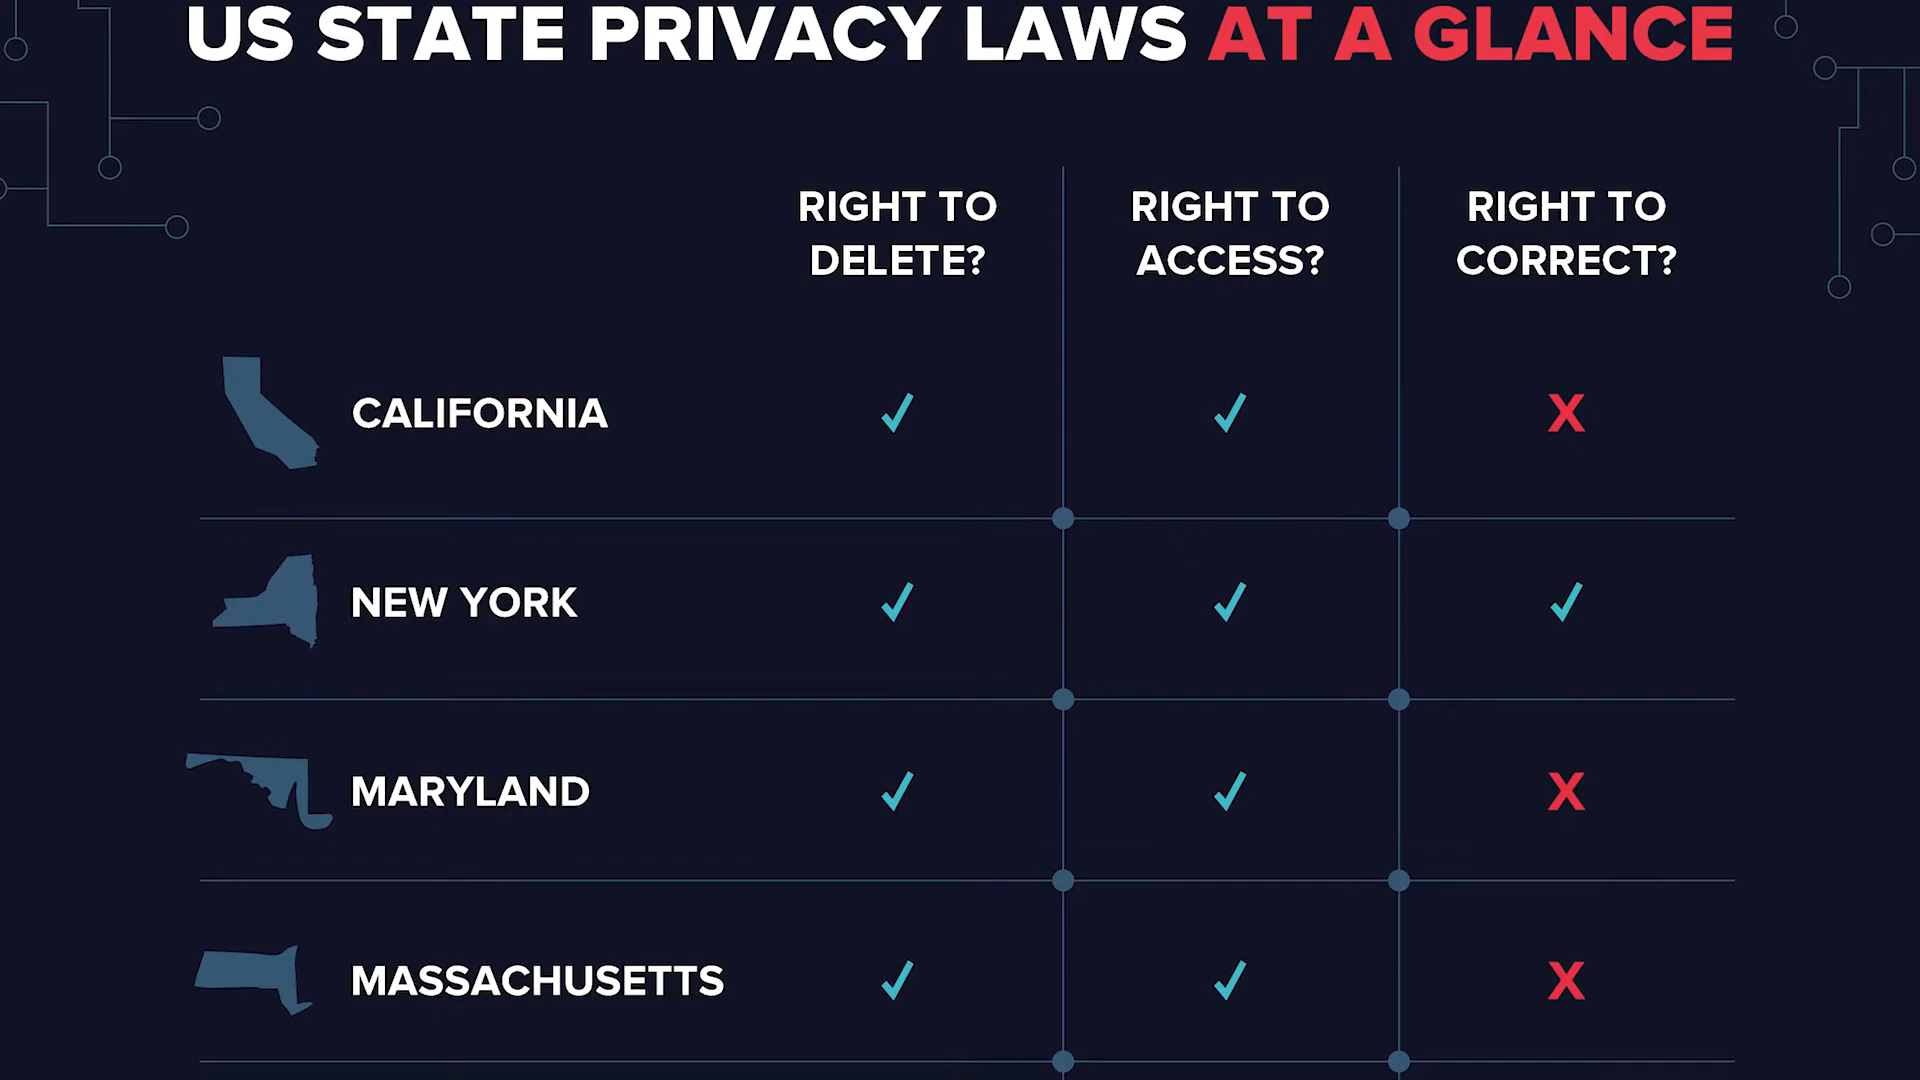 US STATE PRIVACY LAWS AT A GLANCE
RIGHT TO DELETE?
RIGHT TO ACCESS?
RIGHT TO CORRECT?
CALIFORNIA ✓ ✓ X
NEW YORK ✓ ✓ ✓
MARYLAND ✓ ✓ X
MASSACHUSETTS ✓ ✓ X